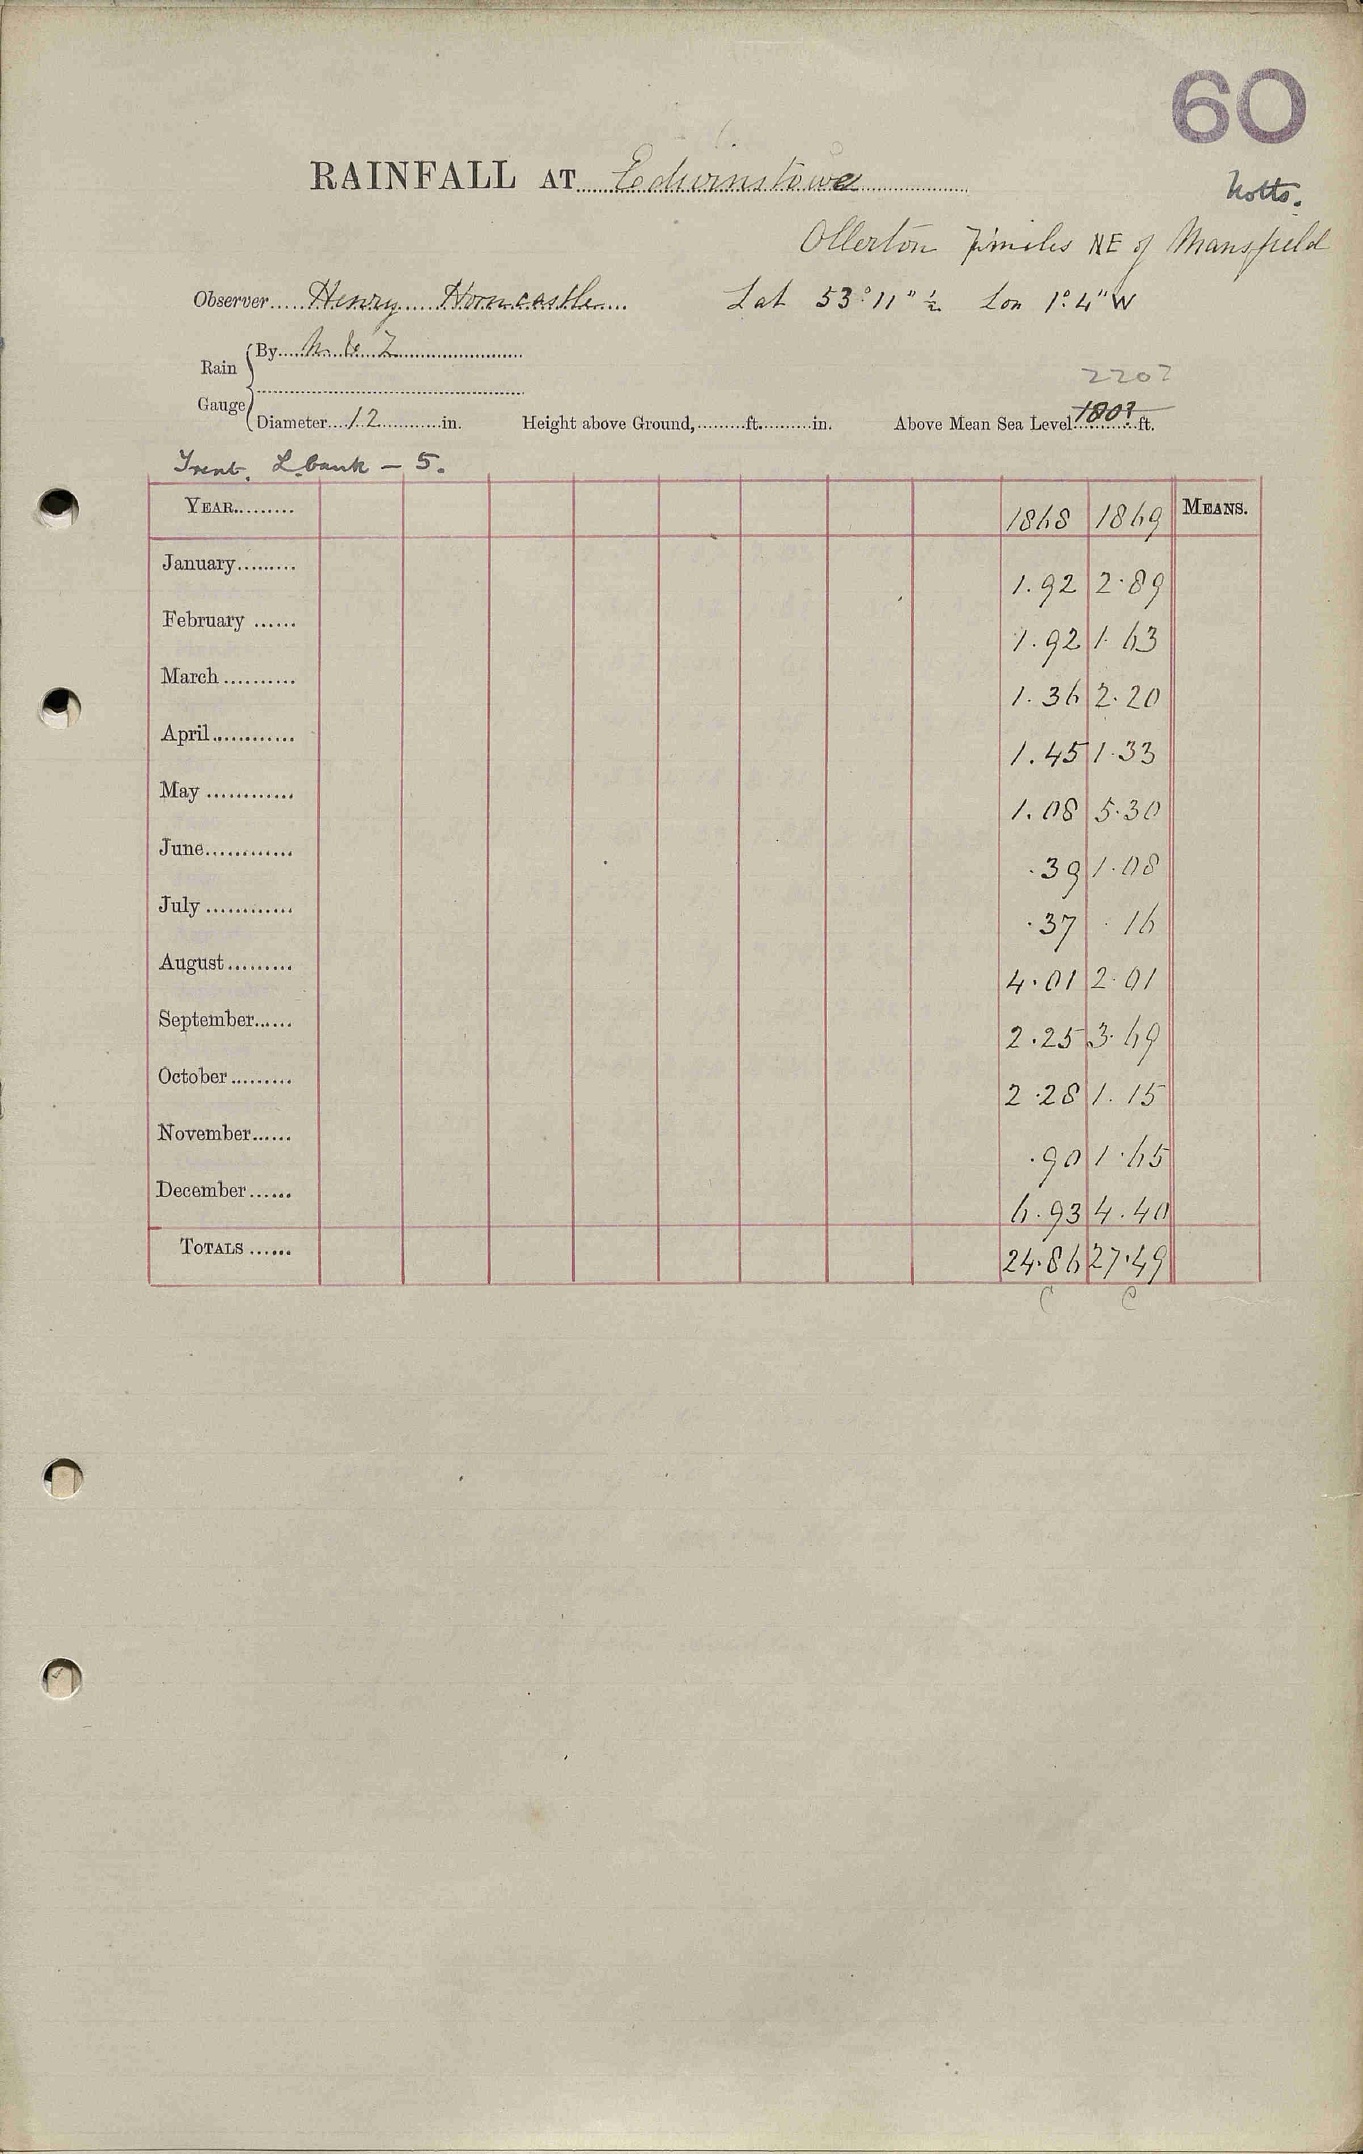 60
RAINFALL AT Edwinstowe
Notts.
Ollerton 7 miles NE of Mansfield
Observer Henry Horncastle Lat 53°11" ½ Lon 1°.4"W
Rain Gauge
By N & Z
220?
Diameter 12 in. Height above Ground, ft. in. Above Mean Sea Level 180? ft.
Trent. L bank – 5.
YEAR 1868 1869 MEANS.
January 1.92 2.89
February 1.92 1.63
March 1.36 2.20
April 1.45 1.33
May 1.08 5.30
June .39 1.08
July .37 .16
August 4.01 2.01
September 2.25 3.69
October 2.28 1.15
November .90 1.65
December 6.93 4.40
TOTALS 24.86 27.49
C C